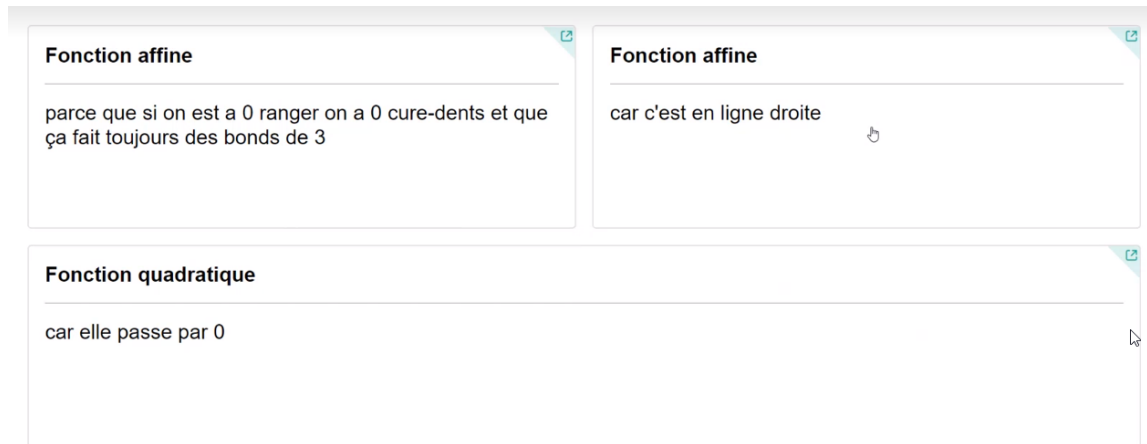 Fonction affine
parce que si on est a 0 ranger on a 0 cure-dents et que
ça fait toujours des bonds de 3
Fonction affine
car c'est en ligne droite
Fonction quadratique
car elle passe par 0